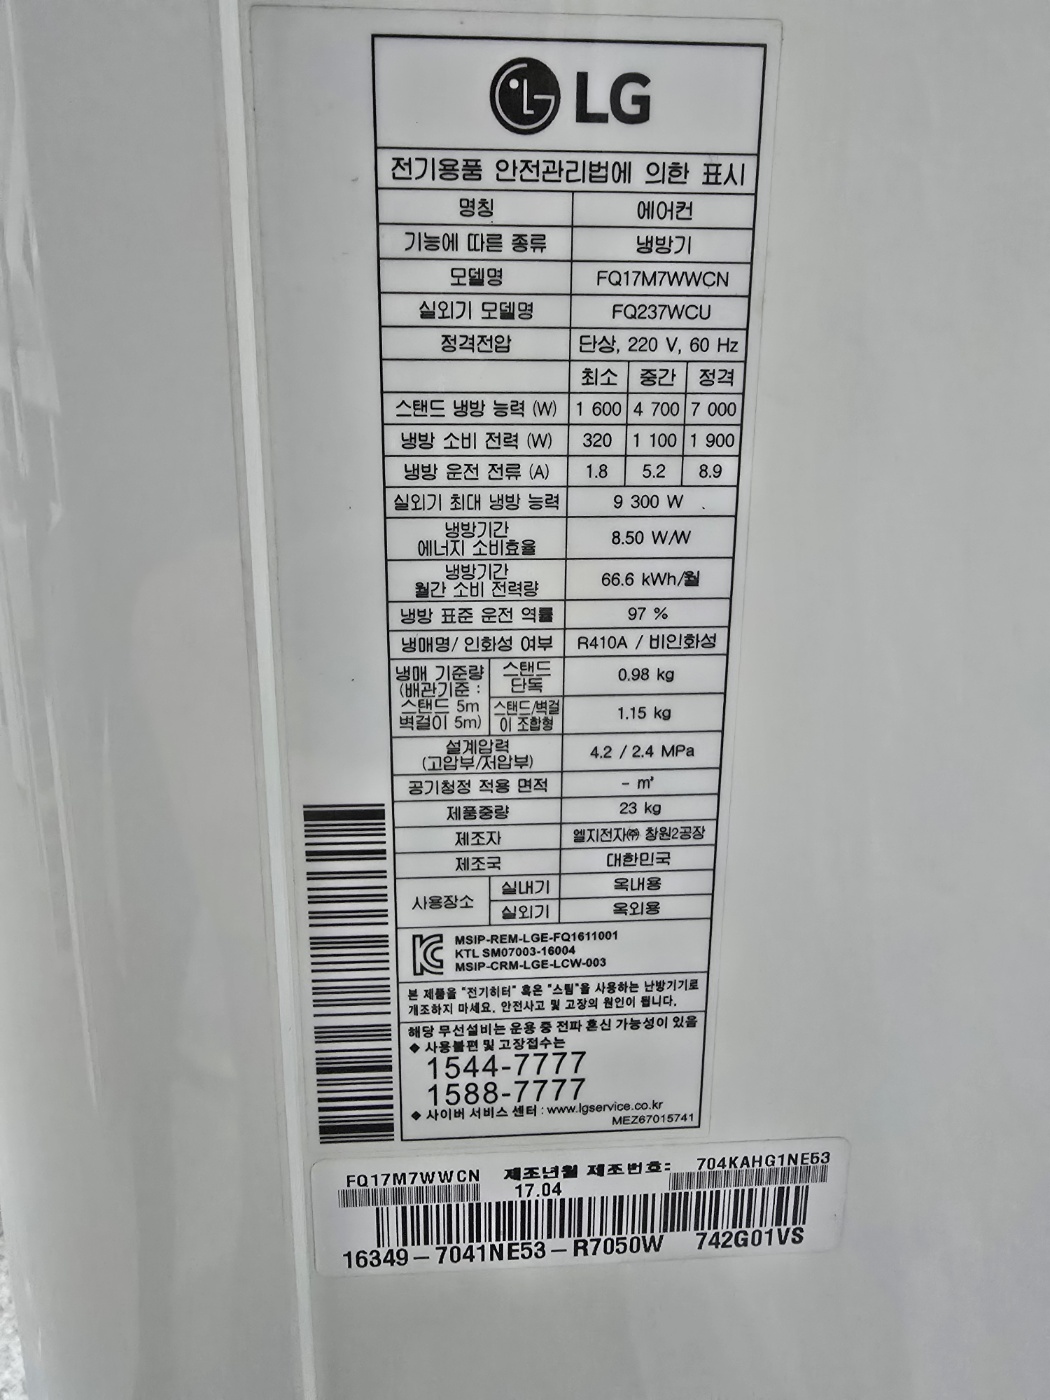 LG
전기용품 안전관리법에 의한 표시
명칭 에어컨
기능에 따른 종류 냉방기
모델명 FQ17M7WWCN
실외기 모델명 FQ237WCU
정격전압 단상, 220 V, 60 Hz
최소 중간 정격
스탠드 냉방 능력 (W) 1 600 4 700 7 000
냉방 소비 전력 (W) 320 1 100 1 900
냉방 운전 전류 (A) 1.8 5.2 8.9
실외기 최대 냉방 능력 9 300 W
냉방기간
에너지 소비효율 8.50 W/W
냉방기간
월간 소비 전력량 66.6 kWh/월
냉방 표준 운전 역률 97 %
냉매명/ 인화성 여부 R410A / 비인화성
냉매 기준량
(배관기준 :
스탠드 5m
벽걸이 5m)
스탠드
단독 0.98 kg
스탠드/벽걸
이 조합형 1.15 kg
설계압력
(고압부/저압부) 4.2 / 2.4 MPa
공기청정 적용 면적 - m²
제품중량 23 kg
제조자 엘지전자㈜ 창원2공장
제조국 대한민국
사용장소 실내기 옥내용
실외기 옥외용
MSIP-REM-LGE-FQ1611001
KTL SM07003-16004
MSIP-CRM-LGE-LCW-003
본 제품을 "전기히터" 혹은 "스팀"을 사용하는 난방기기로
개조하지 마세요. 안전사고 및 고장의 원인이 됩니다.
해당 무선설비는 운용 중 전파 혼신 가능성이 있음
◆ 사용불편 및 고장접수는
1544-7777
1588-7777
◆ 사이버 서비스 센터 : www.lgservice.co.kr
MEZ67015741
FQ17M7WWCN 제조년월 제조번호: 704KAHG1NE53
17.04
16349-7041NE53-R7050W 742G01VS